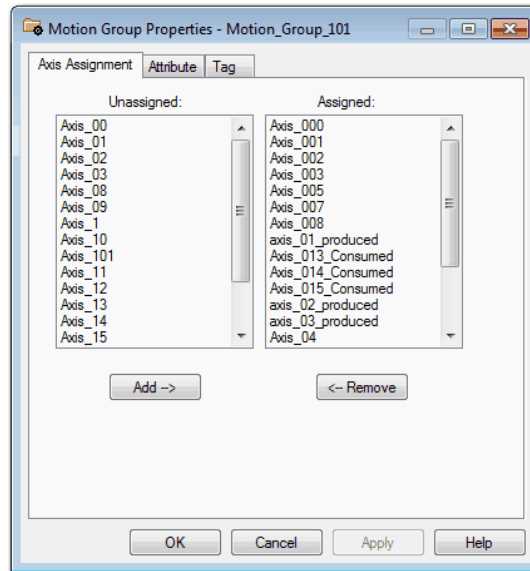 Motion Group Properties - Motion_Group_101
Axis Assignment Attribute Tag
Unassigned:
Axis_00
Axis_01
Axis_02
Axis_03
Axis_08
Axis_09
Axis_1
Axis_10
Axis_101
Axis_11
Axis_12
Axis_13
Axis_14
Axis_15
Add -->
Assigned:
Axis_000
Axis_001
Axis_002
Axis_003
Axis_005
Axis_007
Axis_008
axis_01_produced
Axis_013_Consumed
Axis_014_Consumed
Axis_015_Consumed
axis_02_produced
axis_03_produced
Axis_04
<-- Remove
OK Cancel Apply Help